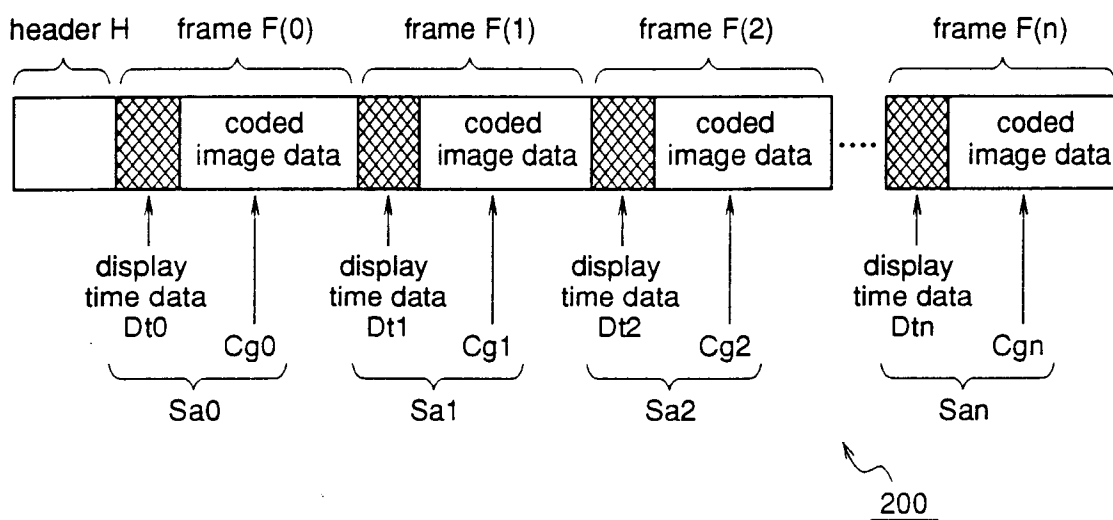 header H frame F(0) frame F(1) frame F(2) frame F(n)
coded coded coded coded
image data image data image data .... image data
display display display display
time data time data time data time data
Dt0 Cg0 Dt1 Cg1 Dt2 Cg2 Dtn Cgn
Sa0 Sa1 Sa2 San
200